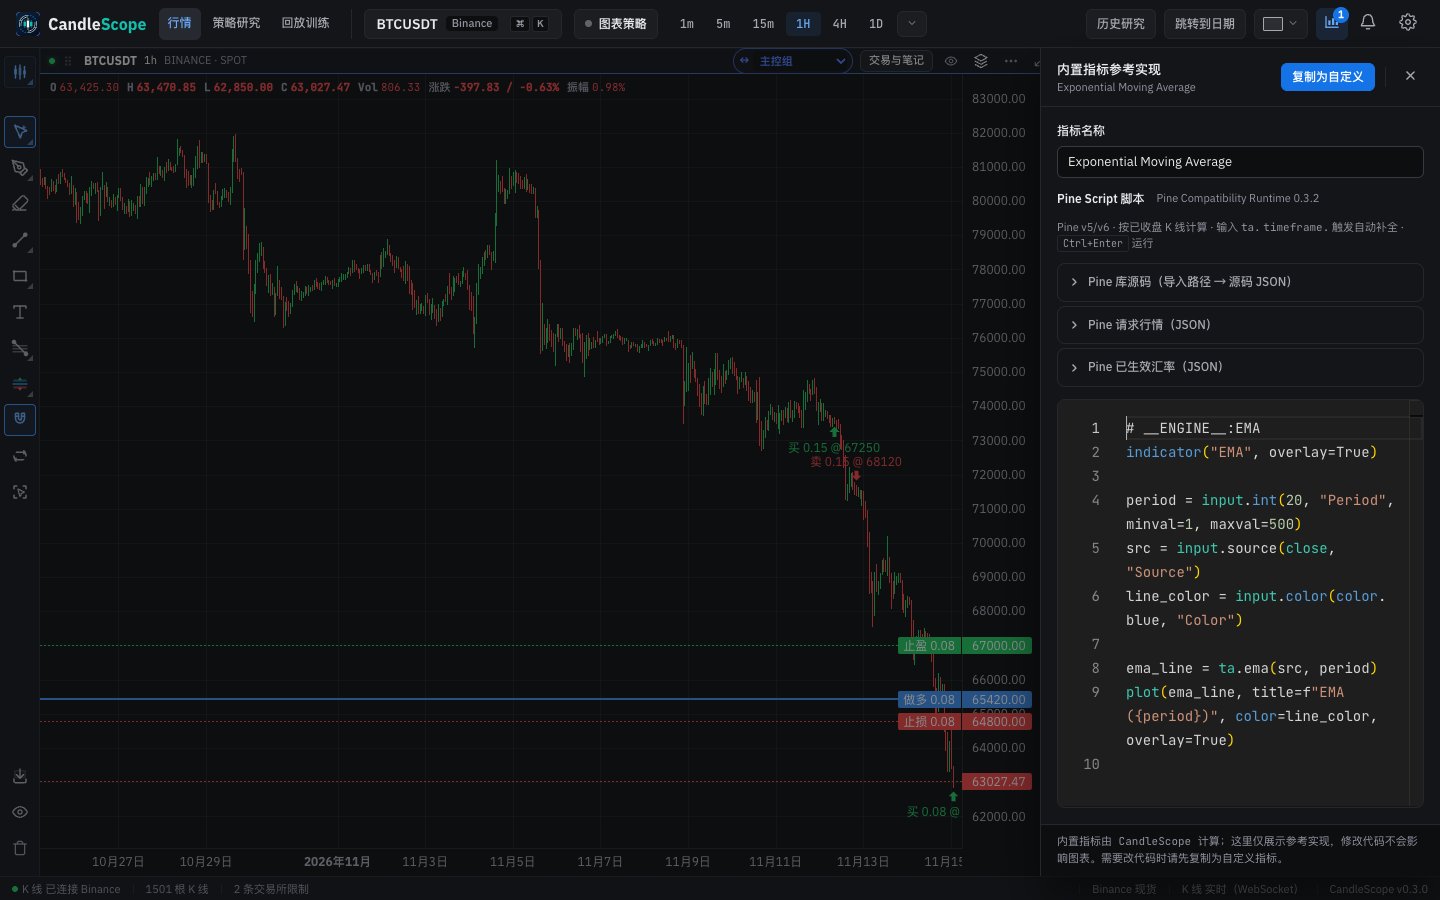 CandleScope 行情 策略研究 回放训练 BTCUSDT Binance ⌘ K 图表策略 1m 5m 15m 1H 4H 1D 历史研究 跳转到日期 1
BTCUSDT 1h BINANCE · SPOT 主控组 交易与笔记
O 63,425.30 H 63,470.85 L 62,850.00 C 63,027.47 Vol 806.33 涨跌 -397.83 / -0.63% 振幅 0.98%
83000.00
82000.00
81000.00
80000.00
79000.00
78000.00
77000.00
76000.00
75000.00
74000.00
73000.00
72000.00
71000.00
70000.00
69000.00
68000.00
67000.00
66000.00
65420.00
64800.00
64000.00
63027.47
62000.00
买 0.15 @ 67250
卖 0.15 @ 68120
止盈 0.08
做多 0.08
止损 0.08
买 0.08 @
10月27日 10月29日 2026年11月 11月3日 11月5日 11月7日 11月9日 11月11日 11月13日 11月15
内置指标参考实现
Exponential Moving Average
复制为自定义
指标名称
Exponential Moving Average
Pine Script 脚本 Pine Compatibility Runtime 0.3.2
Pine v5/v6 · 按已收盘 K 线计算 · 输入 ta. timeframe. 触发自动补全 ·
Ctrl+Enter 运行
Pine 库源码（导入路径 → 源码 JSON）
Pine 请求行情（JSON）
Pine 已生效汇率（JSON）
1 # __ENGINE__:EMA
2 indicator("EMA", overlay=True)
3
4 period = input.int(20, "Period",
minval=1, maxval=500)
5 src = input.source(close,
"Source")
6 line_color = input.color(color.
blue, "Color")
7
8 ema_line = ta.ema(src, period)
9 plot(ema_line, title=f"EMA
({period})", color=line_color,
overlay=True)
10
内置指标由 CandleScope 计算；这里仅展示参考实现，修改代码不会影
响图表。需要改代码时请先复制为自定义指标。
K 线 已连接 Binance 1501 根 K 线 2 条交易所限制 Binance 现货 K 线 实时（WebSocket） CandleScope v0.3.0